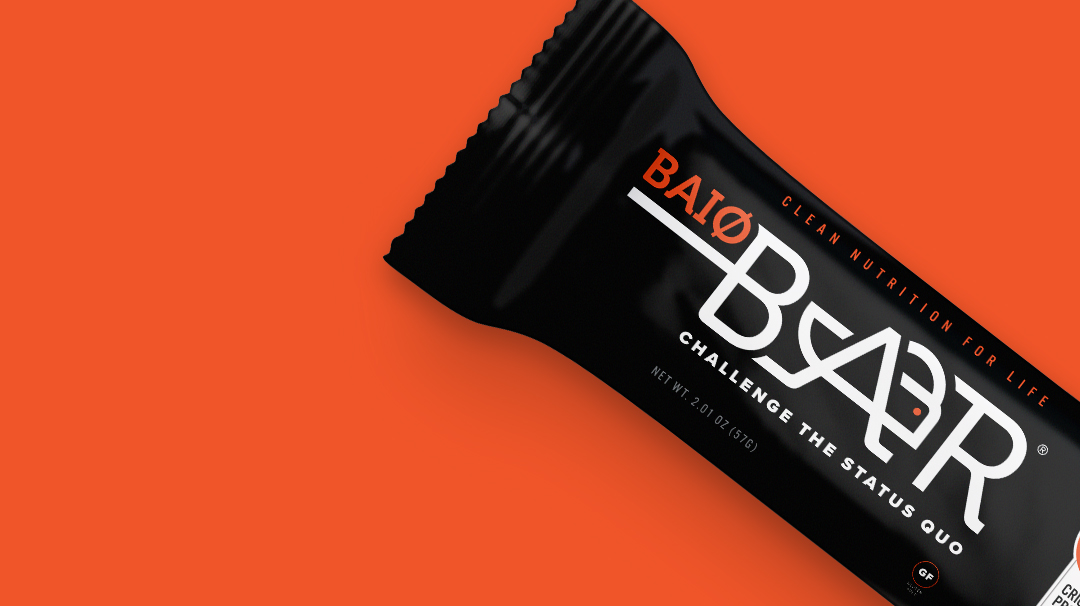 BAIØ
CLEAN NUTRITION FOR LIFE
BAR
®
CHALLENGE THE STATUS QUO
NET WT. 2.01 OZ (57G)
GF